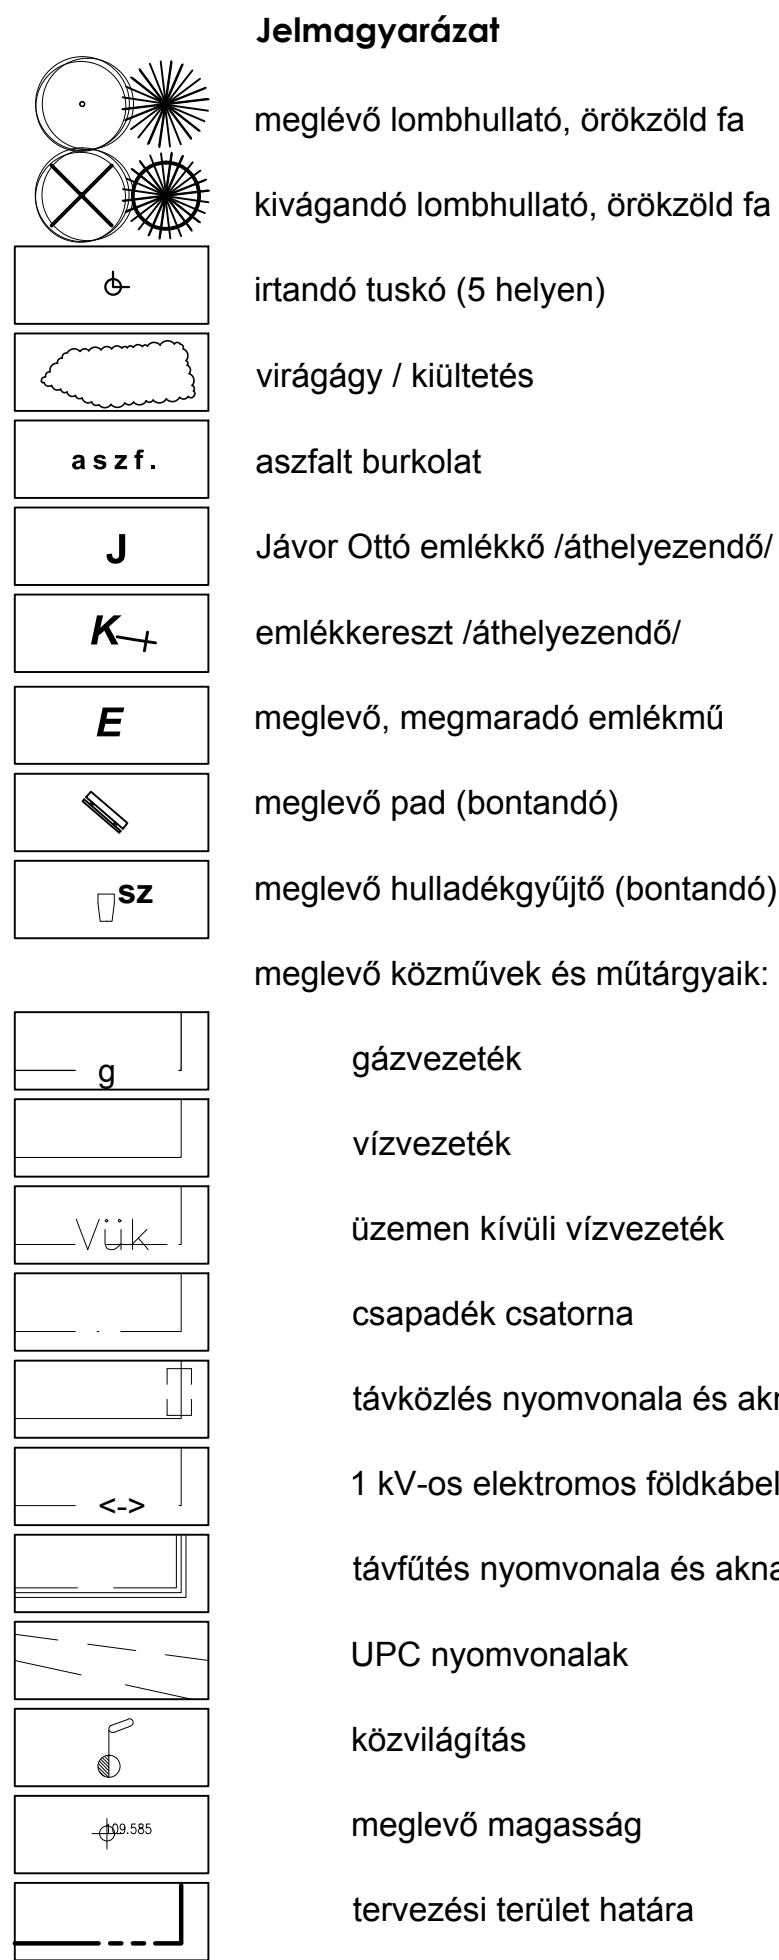 Jelmagyarázat
meglévő lombhullató, örökzöld fa
kivágandó lombhullató, örökzöld fa
irtandó tuskó (5 helyen)
virágágy / kiültetés
aszf. aszfalt burkolat
J Jávor Ottó emlékkő /áthelyezendő/
K emlékkereszt /áthelyezendő/
E meglevő, megmaradó emlékmű
meglevő pad (bontandó)
sz meglevő hulladékgyűjtő (bontandó)
meglevő közművek és műtárgyaik:
g gázvezeték
vízvezeték
Vük üzemen kívüli vízvezeték
csapadék csatorna
távközlés nyomvonala és
<-> 1 kV-os elektromos földkábel
távfűtés nyomvonala és akna
UPC nyomvonalak
közvilágítás
109.585 meglevő magasság
tervezési terület határa